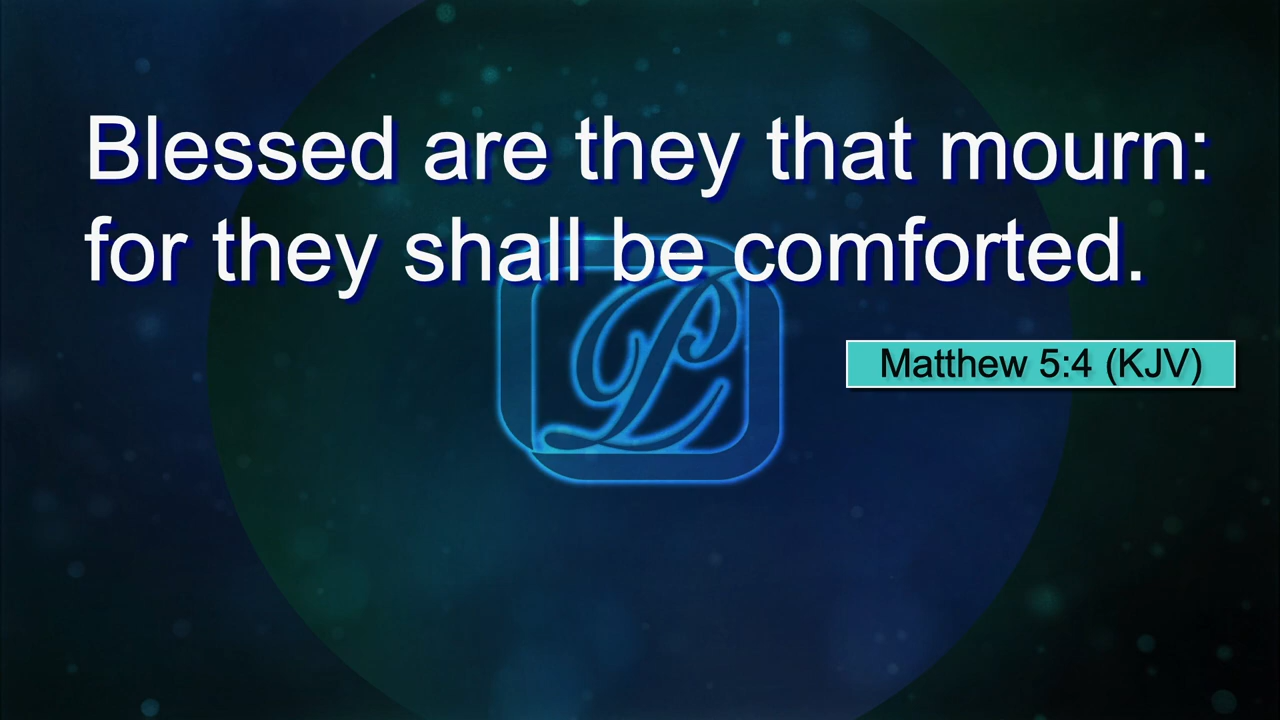 Blessed are they that mourn:
for they shall be comforted.
Matthew 5:4 (KJV)